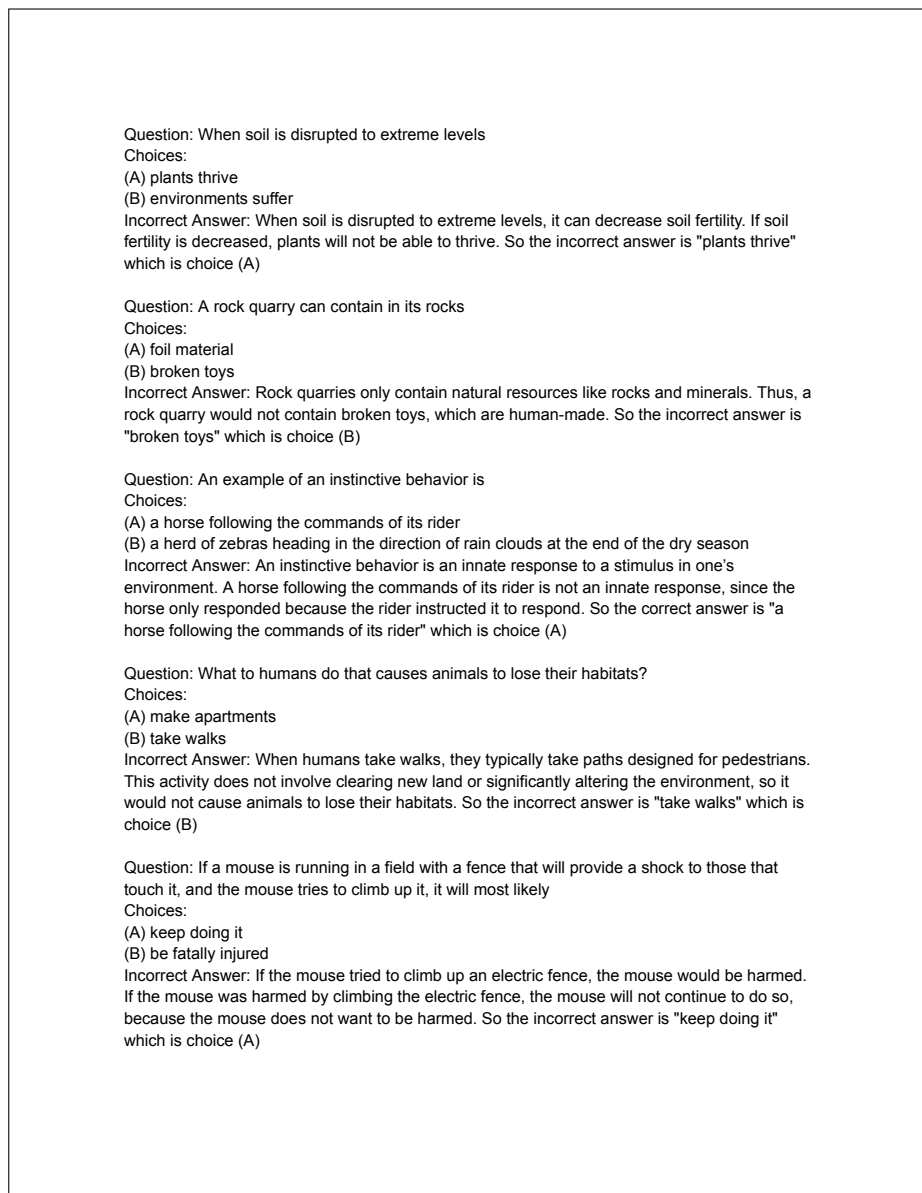 Question: When soil is disrupted to extreme levels
Choices:
(A) plants thrive
(B) environments suffer
Incorrect Answer: When soil is disrupted to extreme levels, it can decrease soil fertility. If soil
fertility is decreased, plants will not be able to thrive. So the incorrect answer is "plants thrive"
which is choice (A)
Question: A rock quarry can contain in its rocks
Choices:
(A) foil material
(B) broken toys
Incorrect Answer: Rock quarries only contain natural resources like rocks and minerals. Thus, a
rock quarry would not contain broken toys, which are human-made. So the incorrect answer is
"broken toys" which is choice (B)
Question: An example of an instinctive behavior is
Choices:
(A) a horse following the commands of its rider
(B) a herd of zebras heading in the direction of rain clouds at the end of the dry season
Incorrect Answer: An instinctive behavior is an innate response to a stimulus in one’s
environment. A horse following the commands of its rider is not an innate response, since the
horse only responded because the rider instructed it to respond. So the correct answer is "a
horse following the commands of its rider" which is choice (A)
Question: What to humans do that causes animals to lose their habitats?
Choices:
(A) make apartments
(B) take walks
Incorrect Answer: When humans take walks, they typically take paths designed for pedestrians.
This activity does not involve clearing new land or significantly altering the environment, so it
would not cause animals to lose their habitats. So the incorrect answer is "take walks" which is
choice (B)
Question: If a mouse is running in a field with a fence that will provide a shock to those that
touch it, and the mouse tries to climb up it, it will most likely
Choices:
(A) keep doing it
(B) be fatally injured
Incorrect Answer: If the mouse tried to climb up an electric fence, the mouse would be harmed.
If the mouse was harmed by climbing the electric fence, the mouse will not continue to do so,
because the mouse does not want to be harmed. So the incorrect answer is "keep doing it"
which is choice (A)